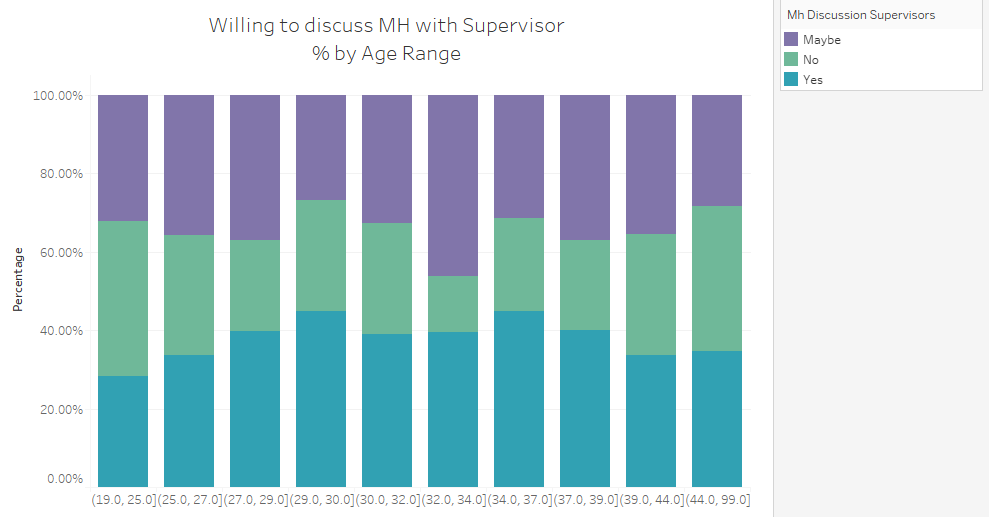 Willing to discuss MH with Supervisor
% by Age Range
Mh Discussion Supervisors
Maybe
No
Yes
Percentage
100.00%
80.00%
60.00%
40.00%
20.00%
0.00%
(19.0, 25.0] (25.0, 27.0] (27.0, 29.0] (29.0, 30.0] (30.0, 32.0] (32.0, 34.0] (34.0, 37.0] (37.0, 39.0] (39.0, 44.0] (44.0, 99.0]